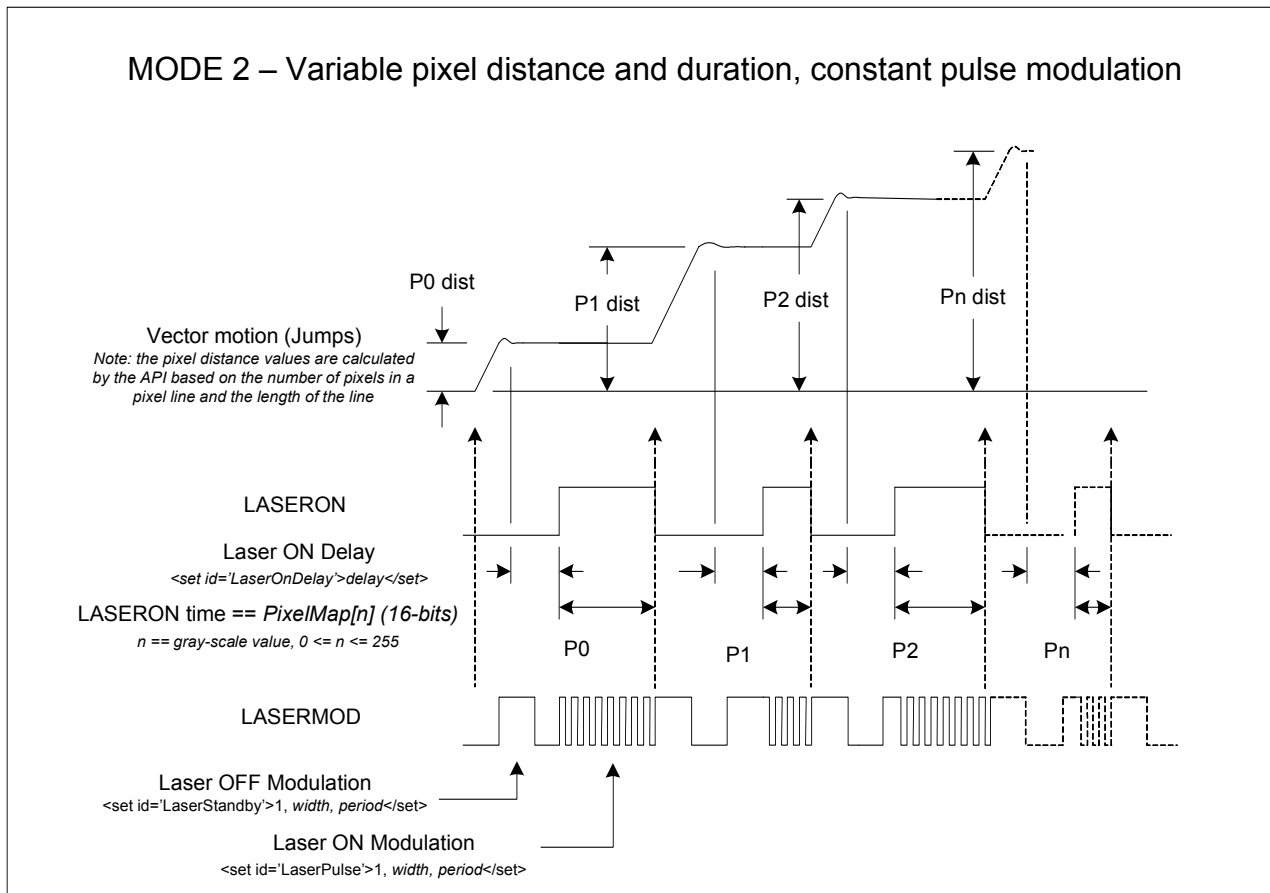 MODE 2 – Variable pixel distance and duration, constant pulse modulation
P0 dist
P1 dist
P2 dist
Pn dist
Vector motion (Jumps)
Note: the pixel distance values are calculated
by the API based on the number of pixels in a
pixel line and the length of the line
LASERON
Laser ON Delay
<set id=’LaserOnDelay’>delay</set>
LASERON time == PixelMap[n] (16-bits)
n == gray-scale value, 0 <= n <= 255
P0
P1
P2
Pn
LASERMOD
Laser OFF Modulation
<set id=’LaserStandby’>1, width, period</set>
Laser ON Modulation
<set id=’LaserPulse’>1, width, period</set>